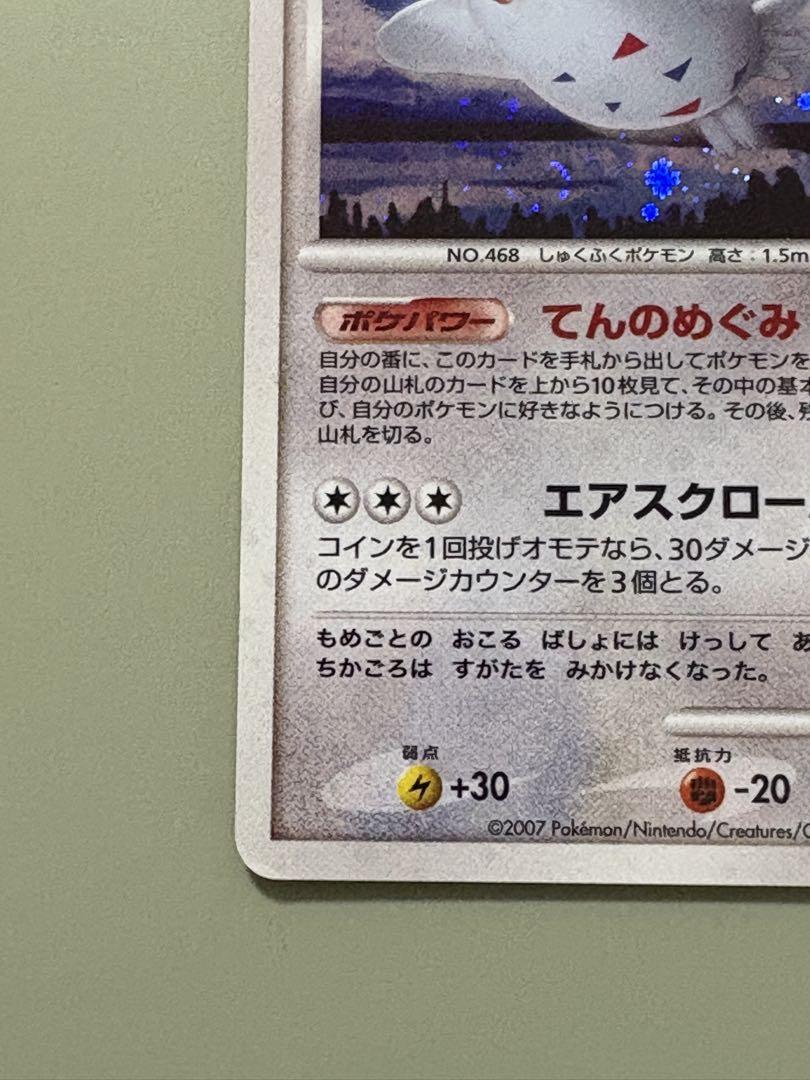 NO.468 しゅくふくポケモン 高さ：1.5m
ポケパワー てんのめぐみ
自分の番に、このカードを手札から出してポケモンを
自分の山札のカードを上から10枚見て、その中の基本
び、自分のポケモンに好きなようにつける。その後、残
山札を切る。
エアスクロー
コインを1回投げオモテなら、30ダメージ
のダメージカウンターを3個とる。
もめごとの おこる ばしょには けっして あ
ちかごろは すがたを みかけなくなった。
弱点 抵抗力
+30 -20
©2007 Pokémon/Nintendo/Creatures/